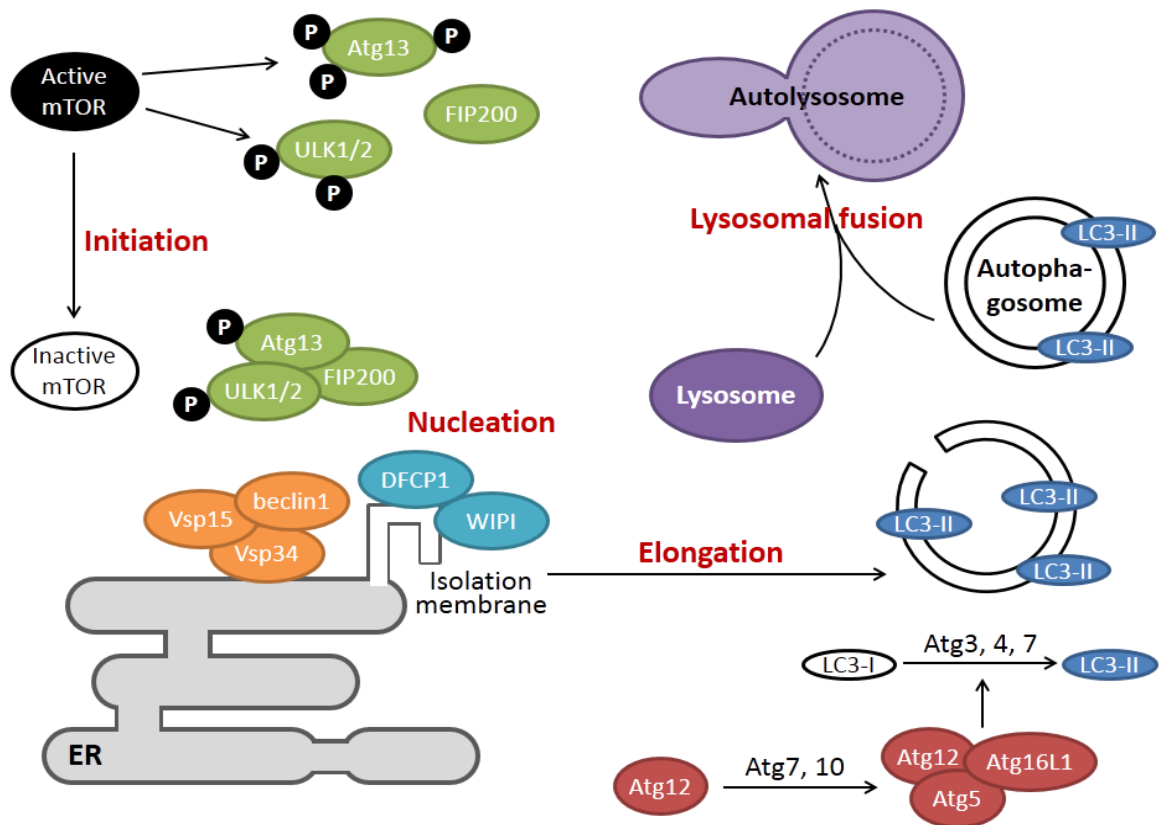 P
Atg13
P
P
Active
mTOR
FIP200
P
ULK1/2
P
Initiation
Inactive
mTOR
P
Atg13
FIP200
ULK1/2
P
Nucleation
DFCP1
WIPI
beclin1
Vsp15
Vsp34
Isolation
membrane
ER
Autolysosome
Lysosomal fusion
LC3-II
Autopha-
gosome
LC3-II
Lysosome
Elongation
LC3-II
LC3-II
LC3-II
LC3-I
Atg3, 4, 7
LC3-II
Atg12
Atg7, 10
Atg12
Atg16L1
Atg5